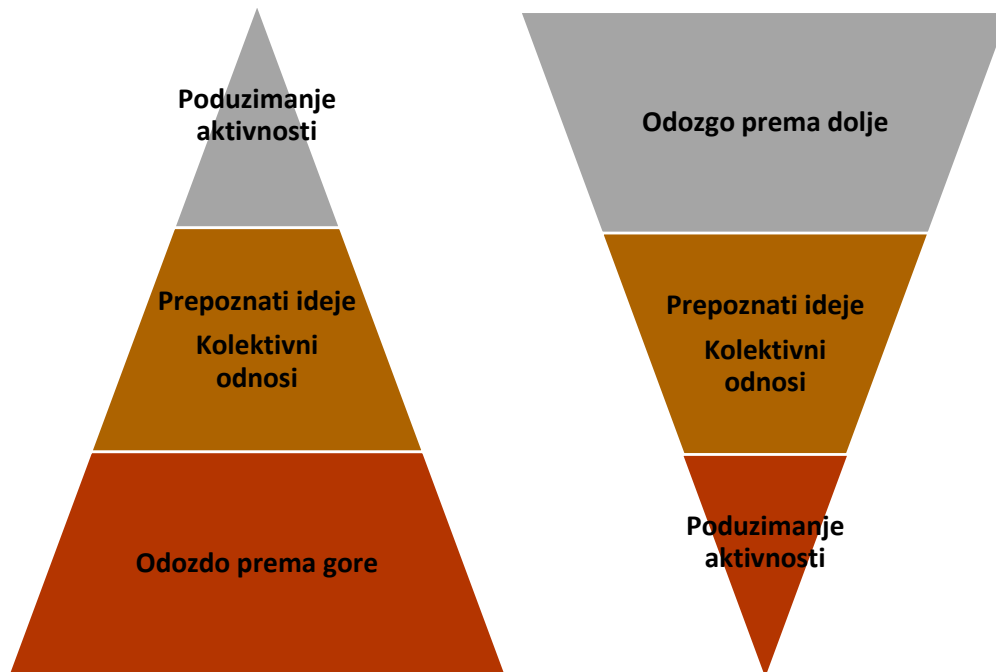 Poduzimanje
aktivnosti
Prepoznati ideje
Kolektivni
odnosi
Odozdo prema gore
Odozgo prema dolje
Prepoznati ideje
Kolektivni
odnosi
Poduzimanje
aktivnosti